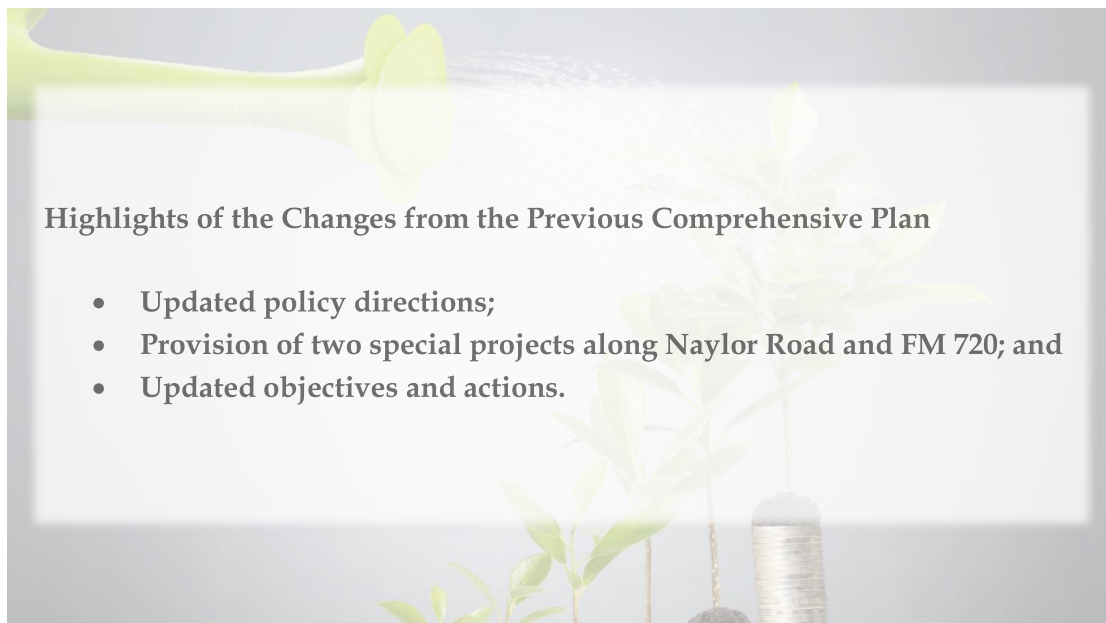 Highlights of the Changes from the Previous Comprehensive Plan
• Updated policy directions;
• Provision of two special projects along Naylor Road and FM 720; and
• Updated objectives and actions.